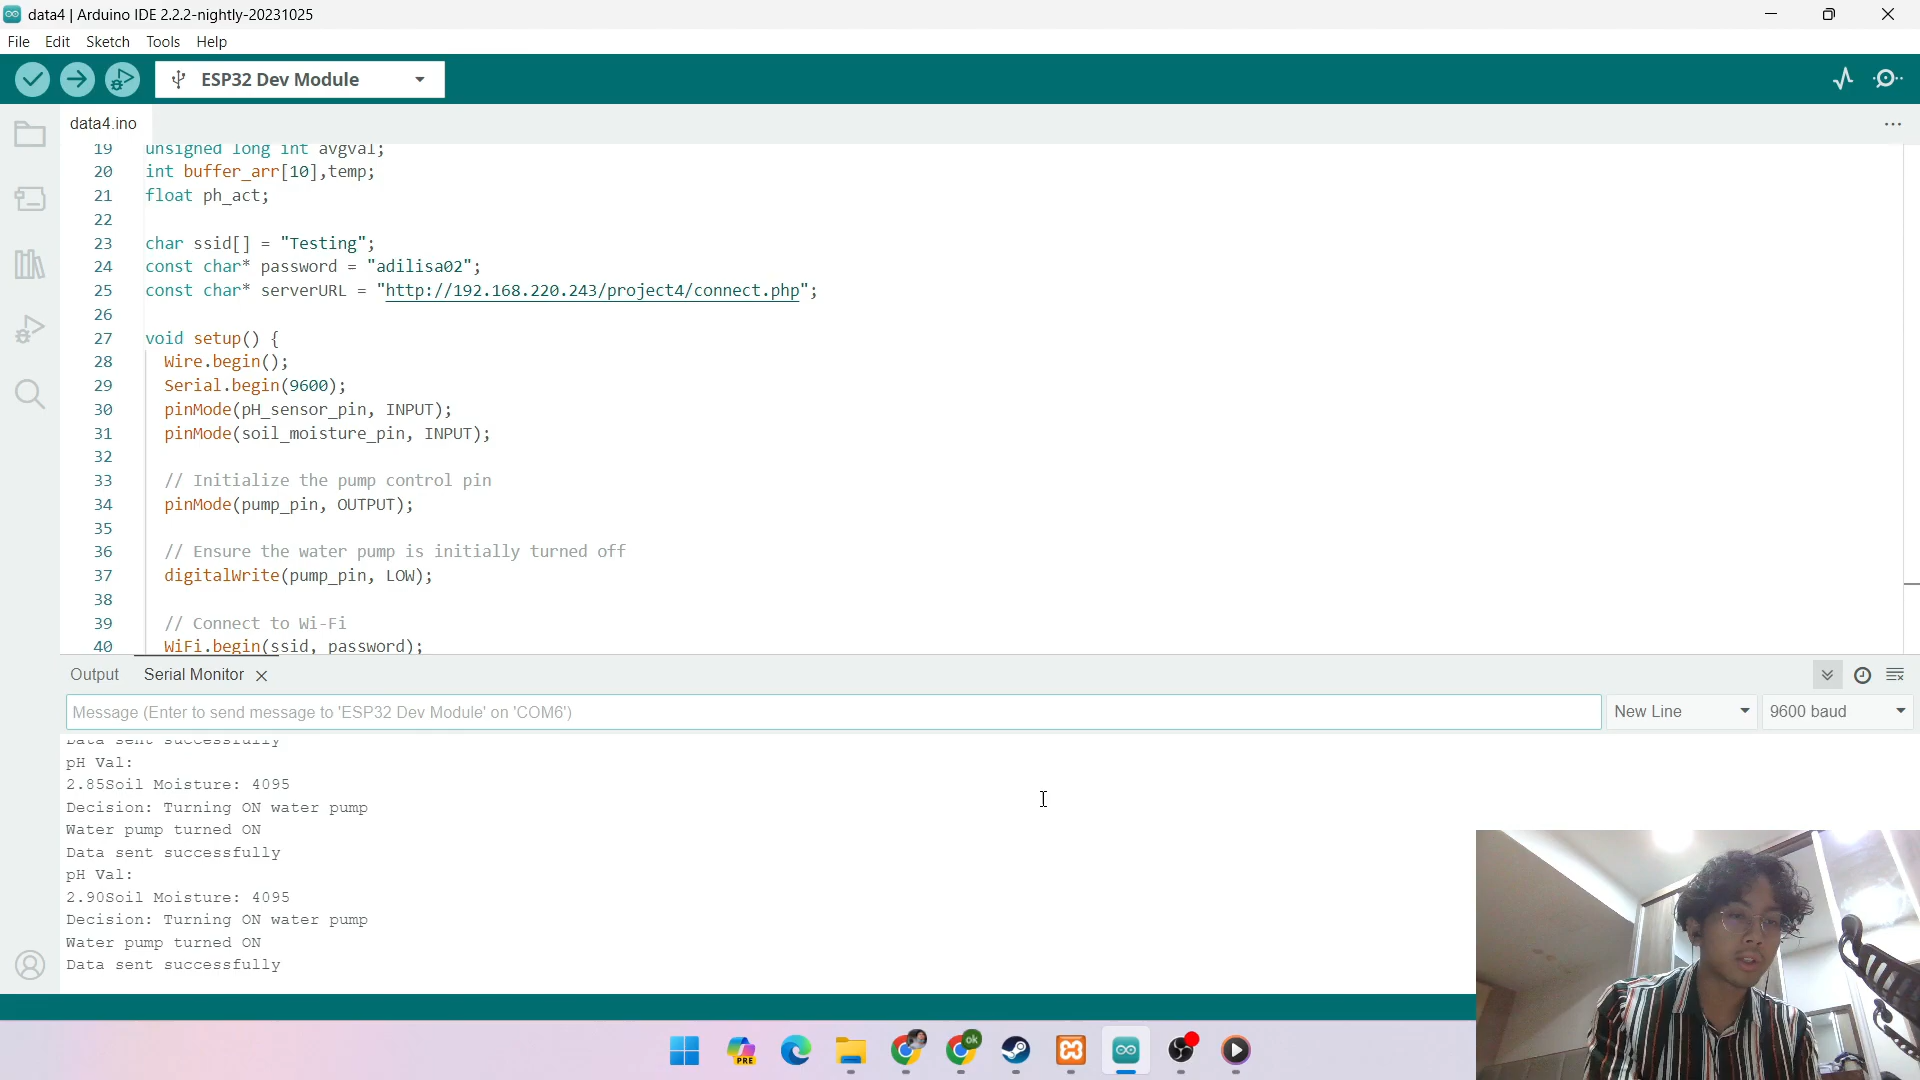 data4 | Arduino IDE 2.2.2-nightly-20231025
File Edit Sketch Tools Help
ESP32 Dev Module
data4.ino
19 unsigned long int avgval;
20 int buffer_arr[10],temp;
21 float ph_act;
22
23 char ssid[] = "Testing";
24 const char* password = "adilisa02";
25 const char* serverURL = "http://192.168.220.243/project4/connect.php";
26
27 void setup() {
28 Wire.begin();
29 Serial.begin(9600);
30 pinMode(pH_sensor_pin, INPUT);
31 pinMode(soil_moisture_pin, INPUT);
32
33 // Initialize the pump control pin
34 pinMode(pump_pin, OUTPUT);
35
36 // Ensure the water pump is initially turned off
37 digitalWrite(pump_pin, LOW);
38
39 // Connect to Wi-Fi
40 WiFi.begin(ssid, password);
Output Serial Monitor
Message (Enter to send message to 'ESP32 Dev Module' on 'COM6') New Line 9600 baud
Data sent successfully
pH Val:
2.85Soil Moisture: 4095
Decision: Turning ON water pump
Water pump turned ON
Data sent successfully
pH Val:
2.90Soil Moisture: 4095
Decision: Turning ON water pump
Water pump turned ON
Data sent successfully
PRE
ok